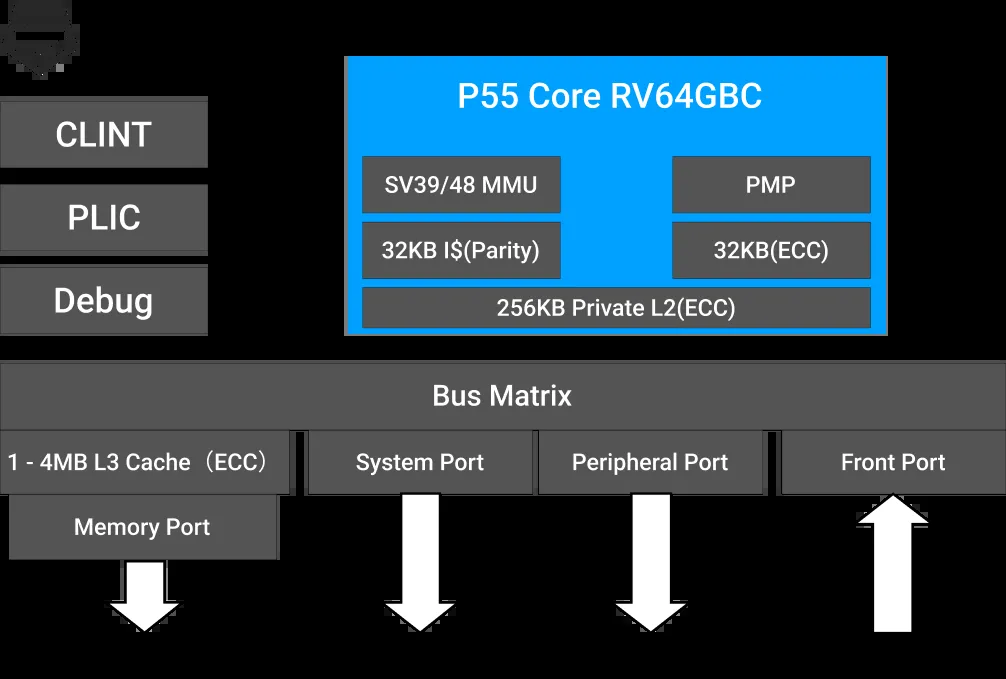 P55 Core RV64GBC
CLINT
SV39/48 MMU
PMP
PLIC
32KB I$(Parity)
32KB(ECC)
Debug
256KB Private L2(ECC)
Bus Matrix
1 - 4MB L3 Cache（ECC）
System Port
Peripheral Port
Front Port
Memory Port